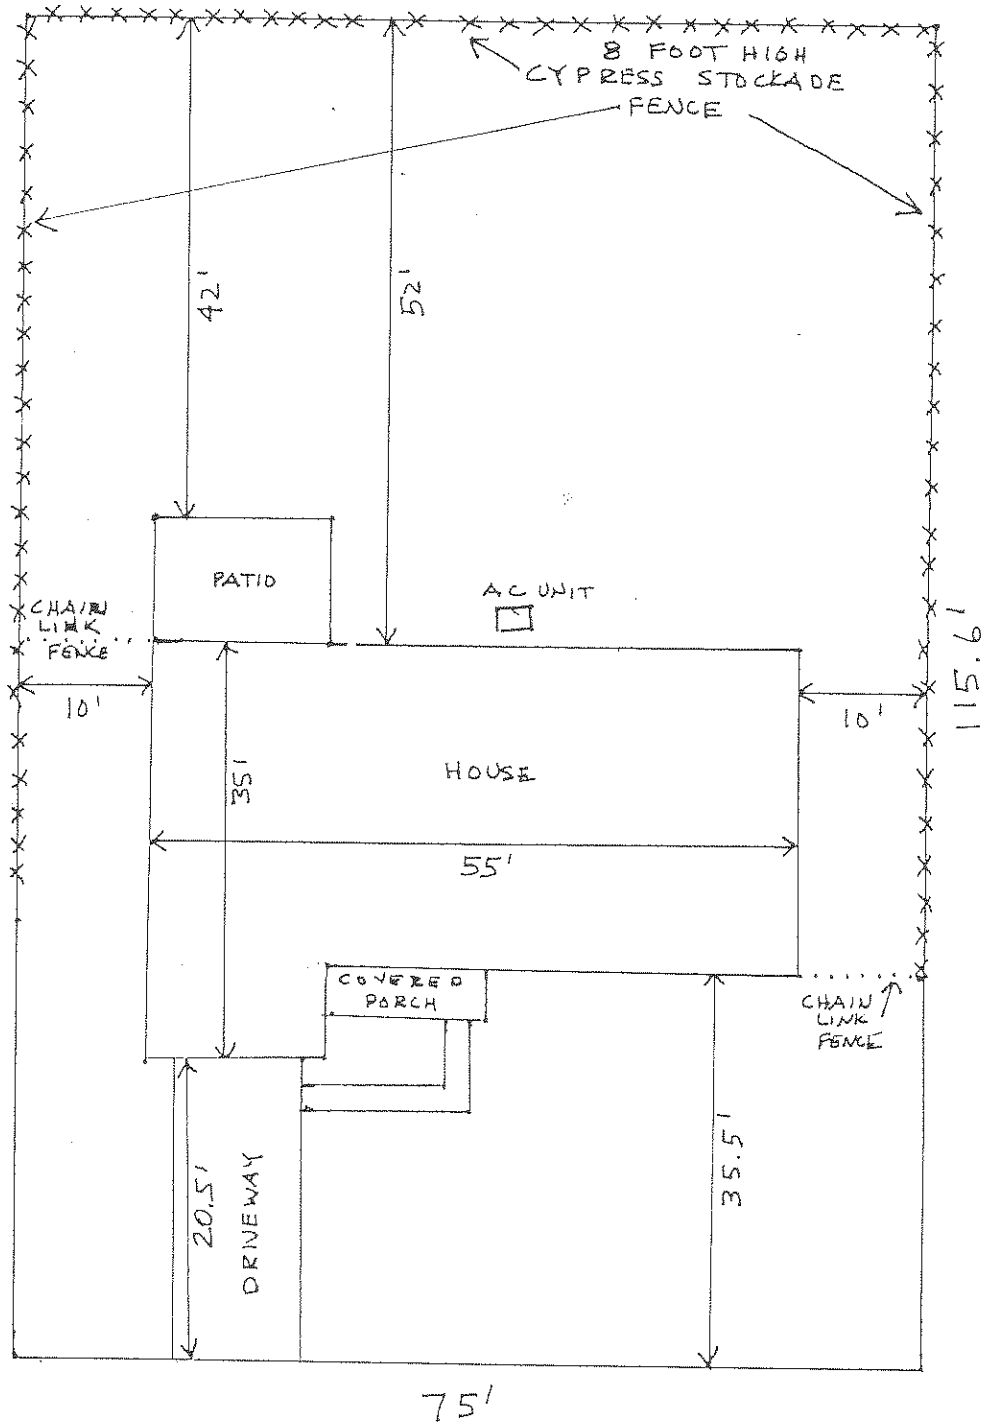 8 FOOT HIGH
CYPRESS STOCKADE
FENCE
42'
52'
PATIO
AC UNIT
CHAIN
LINK
FENCE
115.6'
10'
10'
35'
HOUSE
55'
COVERED
PORCH
CHAIN
LINK
FENCE
35.5'
20.5'
DRIVEWAY
75'